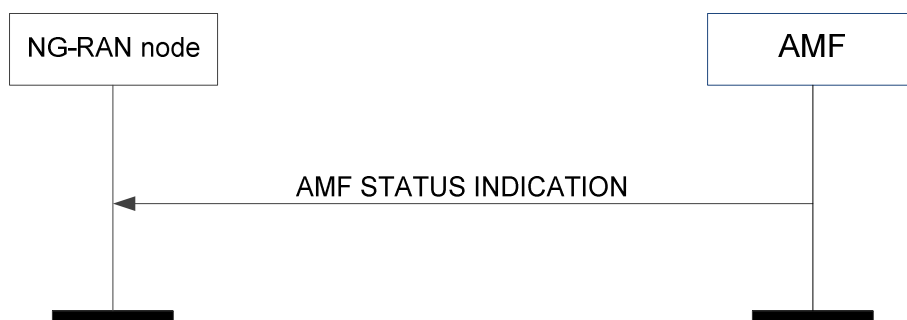 NG-RAN node
AMF
AMF STATUS INDICATION